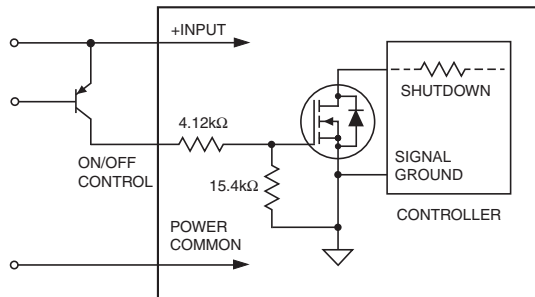 +INPUT
SHUTDOWN
4.12kΩ
ON/OFF
CONTROL
15.4kΩ
SIGNAL
GROUND
CONTROLLER
POWER
COMMON